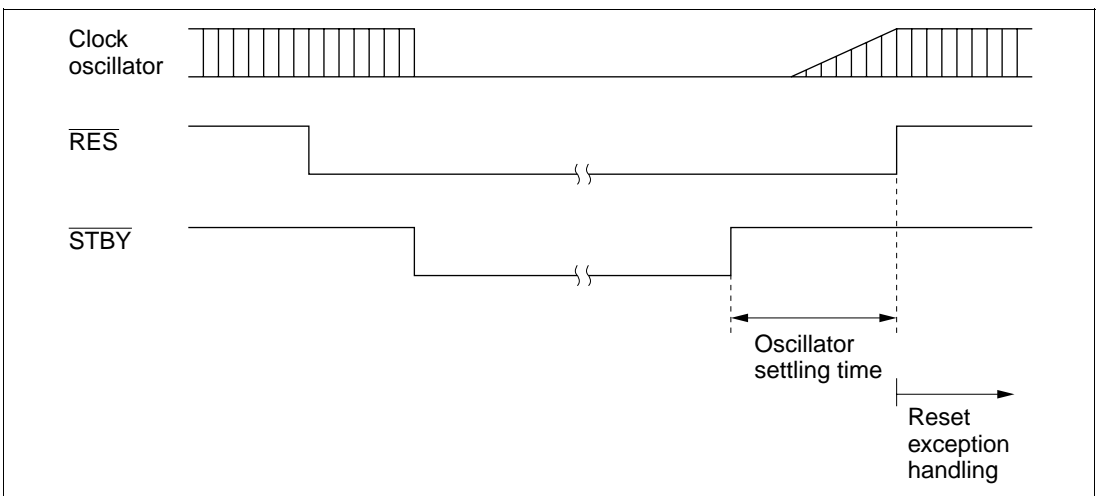 Clock
oscillator
RES
STBY
Oscillator
settling time
Reset
exception
handling